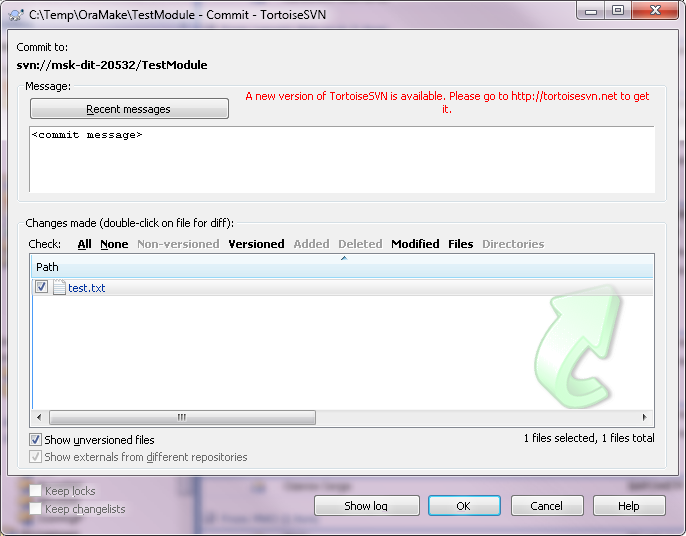 C:\Temp\OraMake\TestModule - Commit - TortoiseSVN
Commit to:
svn://msk-dit-20532/TestModule
Message:
Recent messages
A new version of TortoiseSVN is available. Please go to http://tortoisesvn.net to get
it.
<commit message>
Changes made (double-click on file for diff):
Check: All None Non-versioned Versioned Added Deleted Modified Files Directories
Path
test.txt
Show unversioned files
1 files selected, 1 files total
Show externals from different repositories
Keep locks
Keep changelists
Show log
OK
Cancel
Help